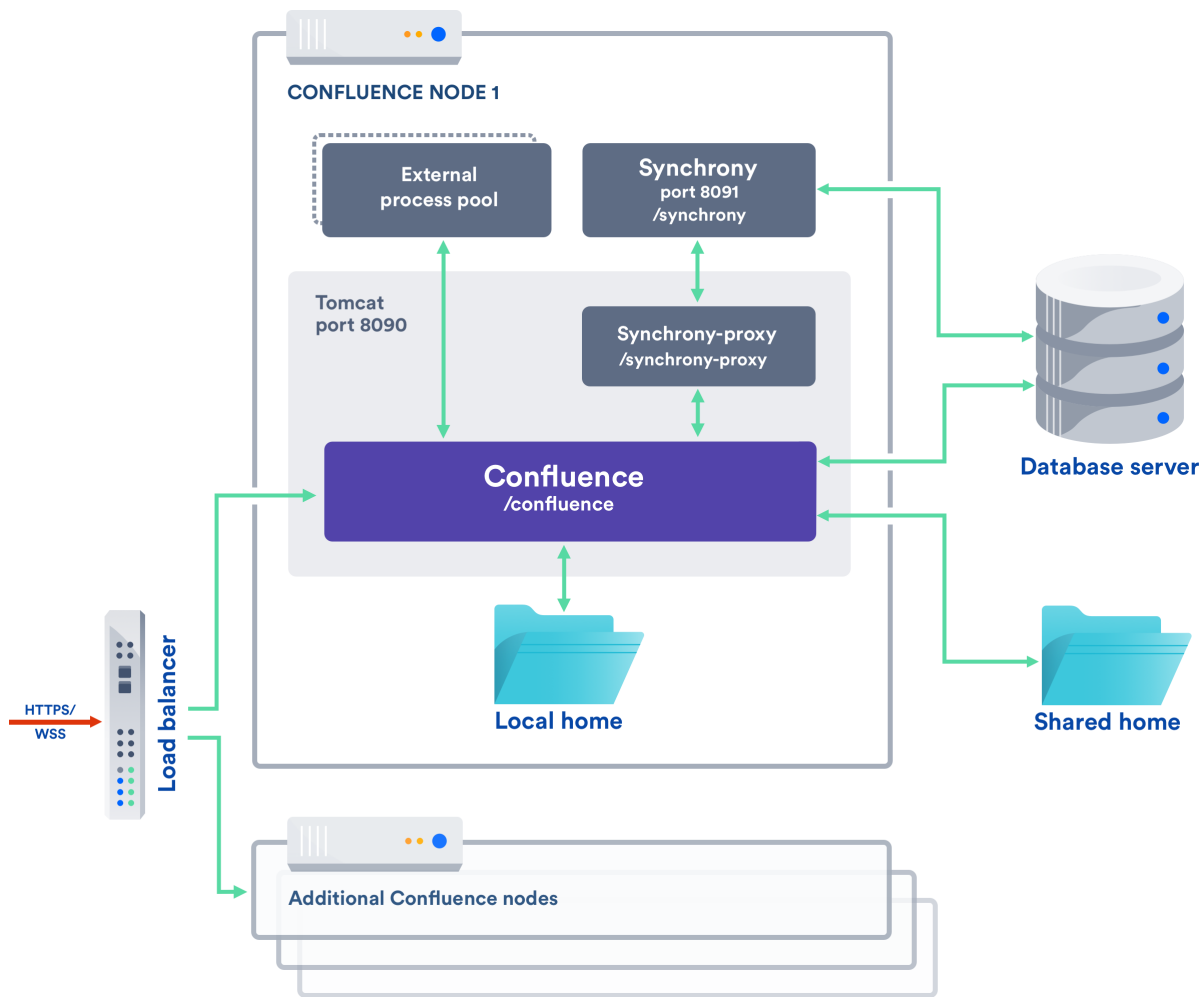 CONFLUENCE NODE 1
External
process pool
Synchrony
port 8091
/synchrony
Tomcat
port 8090
Synchrony-proxy
/synchrony-proxy
Confluence
/confluence
Database server
Local home
Shared home
HTTPS/
WSS
Load balancer
Additional Confluence nodes